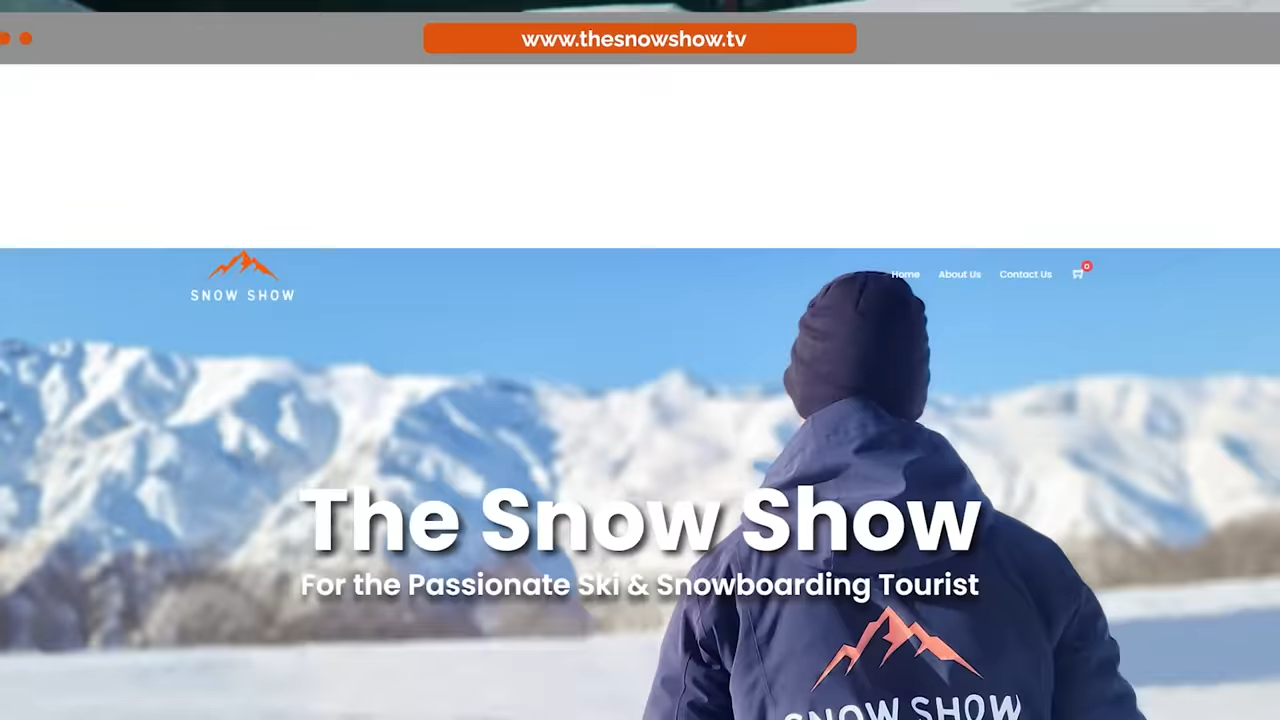 www.thesnowshow.tv
SNOW SHOW
Home About Us Contact Us 0
The Snow Show
For the Passionate Ski & Snowboarding Tourist
SNOW SHOW